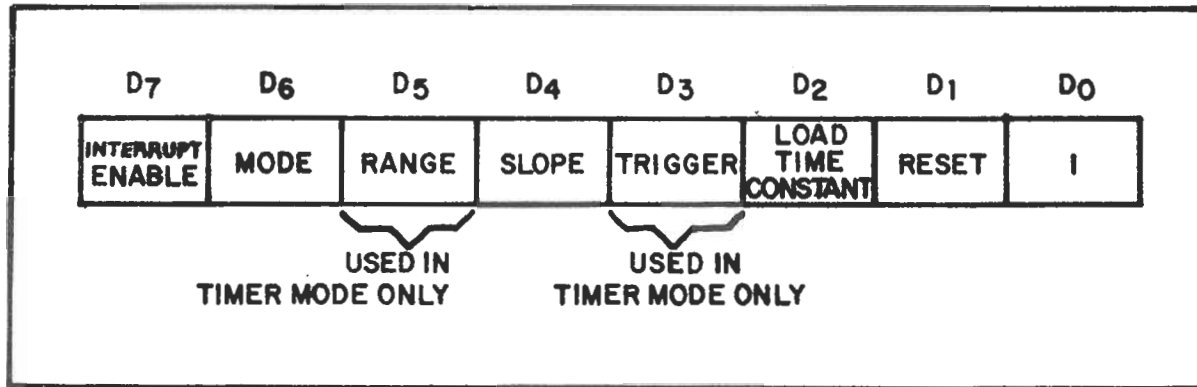 D7 D6 D5 D4 D3 D2 D1 D0
INTERRUPT ENABLE
MODE
RANGE
SLOPE
TRIGGER
LOAD TIME CONSTANT
RESET
1
USED IN
TIMER MODE ONLY
USED IN
TIMER MODE ONLY